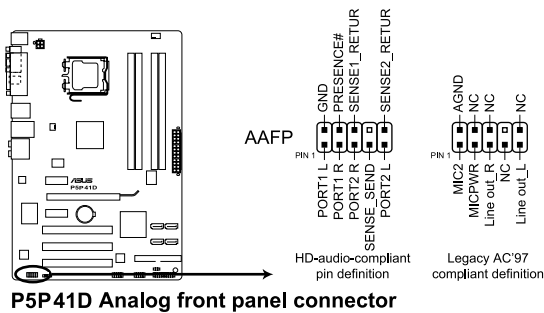 GND
PRESENCE#
SENSE1_RETUR
SENSE2_RETUR
AAFP
PIN 1
PORT1 L
PORT1 R
PORT2 R
SENSE_SEND
PORT2 L
HD-audio-compliant
pin definition
AGND
NC
NC
NC
PIN 1
MIC2
MICPWR
Line out_R
NC
Line out_L
Legacy AC'97
compliant definition
ASUS
P5P41D
P5P41D Analog front panel connector